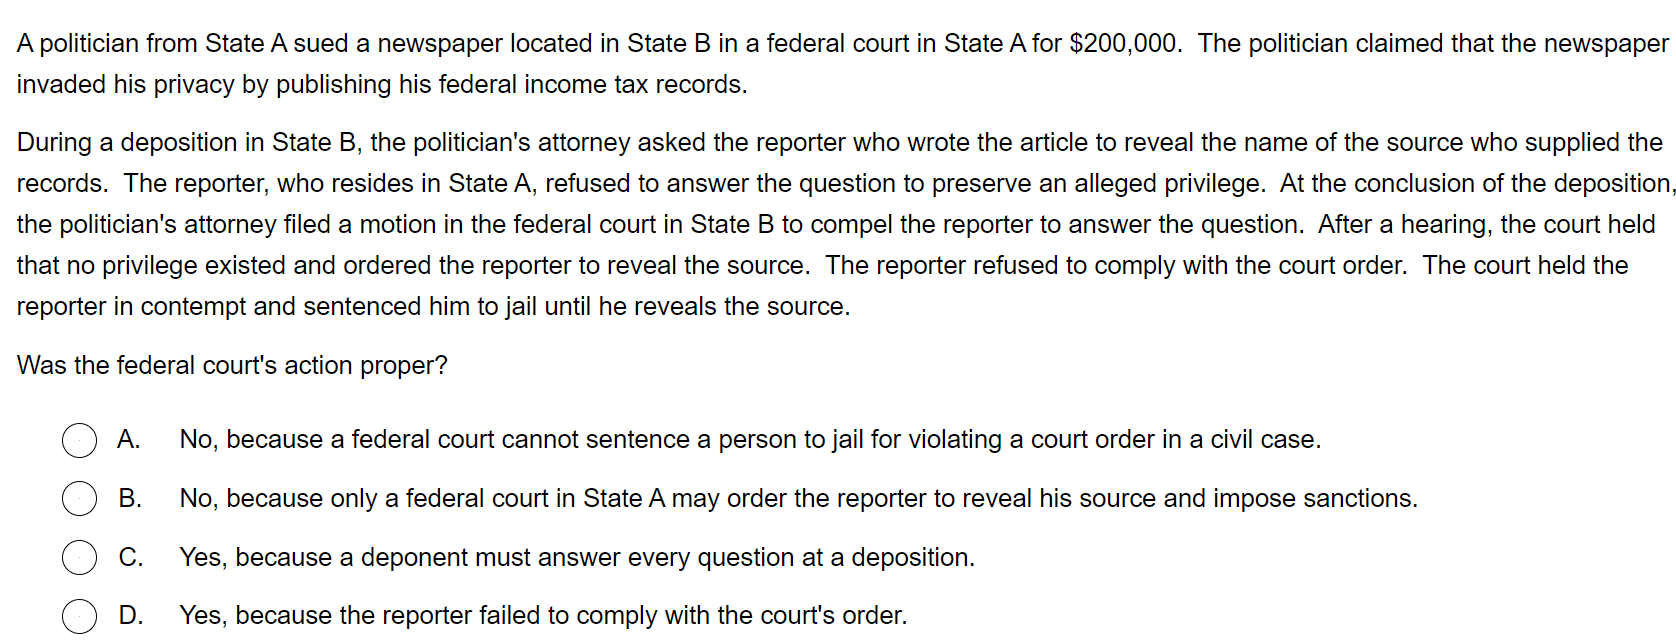 A politician from State A sued a newspaper located in State B in a federal court in State A for $200,000.  The politician claimed that the newspaper
invaded his privacy by publishing his federal income tax records.
During a deposition in State B, the politician's attorney asked the reporter who wrote the article to reveal the name of the source who supplied the
records.  The reporter, who resides in State A, refused to answer the question to preserve an alleged privilege.  At the conclusion of the deposition,
the politician's attorney filed a motion in the federal court in State B to compel the reporter to answer the question.  After a hearing, the court held
that no privilege existed and ordered the reporter to reveal the source.  The reporter refused to comply with the court order.  The court held the
reporter in contempt and sentenced him to jail until he reveals the source.
Was the federal court's action proper?
A. No, because a federal court cannot sentence a person to jail for violating a court order in a civil case.
B. No, because only a federal court in State A may order the reporter to reveal his source and impose sanctions.
C. Yes, because a deponent must answer every question at a deposition.
D. Yes, because the reporter failed to comply with the court's order.